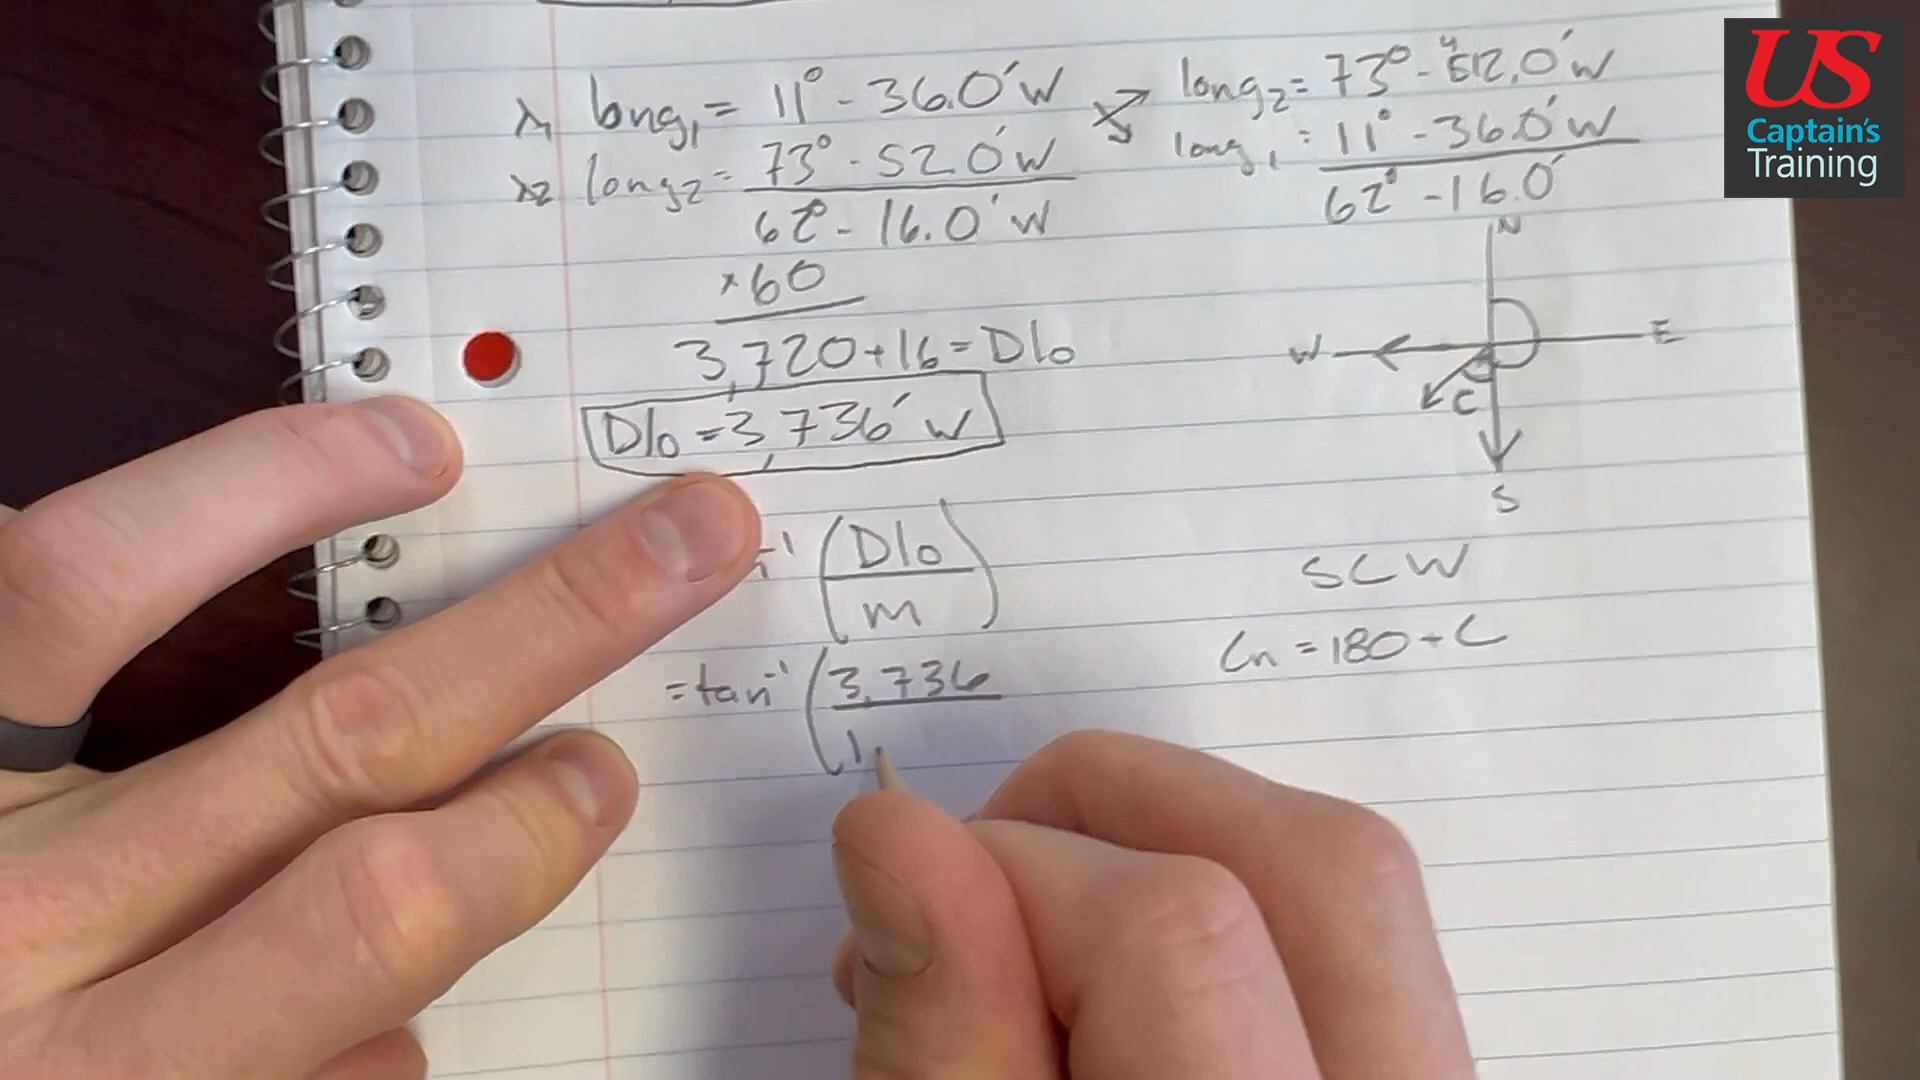 λ1 long1 = 11° - 36.0' W
λ2 long2 = 73° - 52.0' W
62° - 16.0' W
× 60
3,720 + 16 = Dlo
Dlo = 3,736' W
-1 (Dlo / m)
= tan-1 (3,736
1
long2 = 73° - 52.0' W
long1 = 11° - 36.0' W
62° - 16.0'
N
W E
C
S
S C W
Cn = 180 + C
US
Captain's
Training